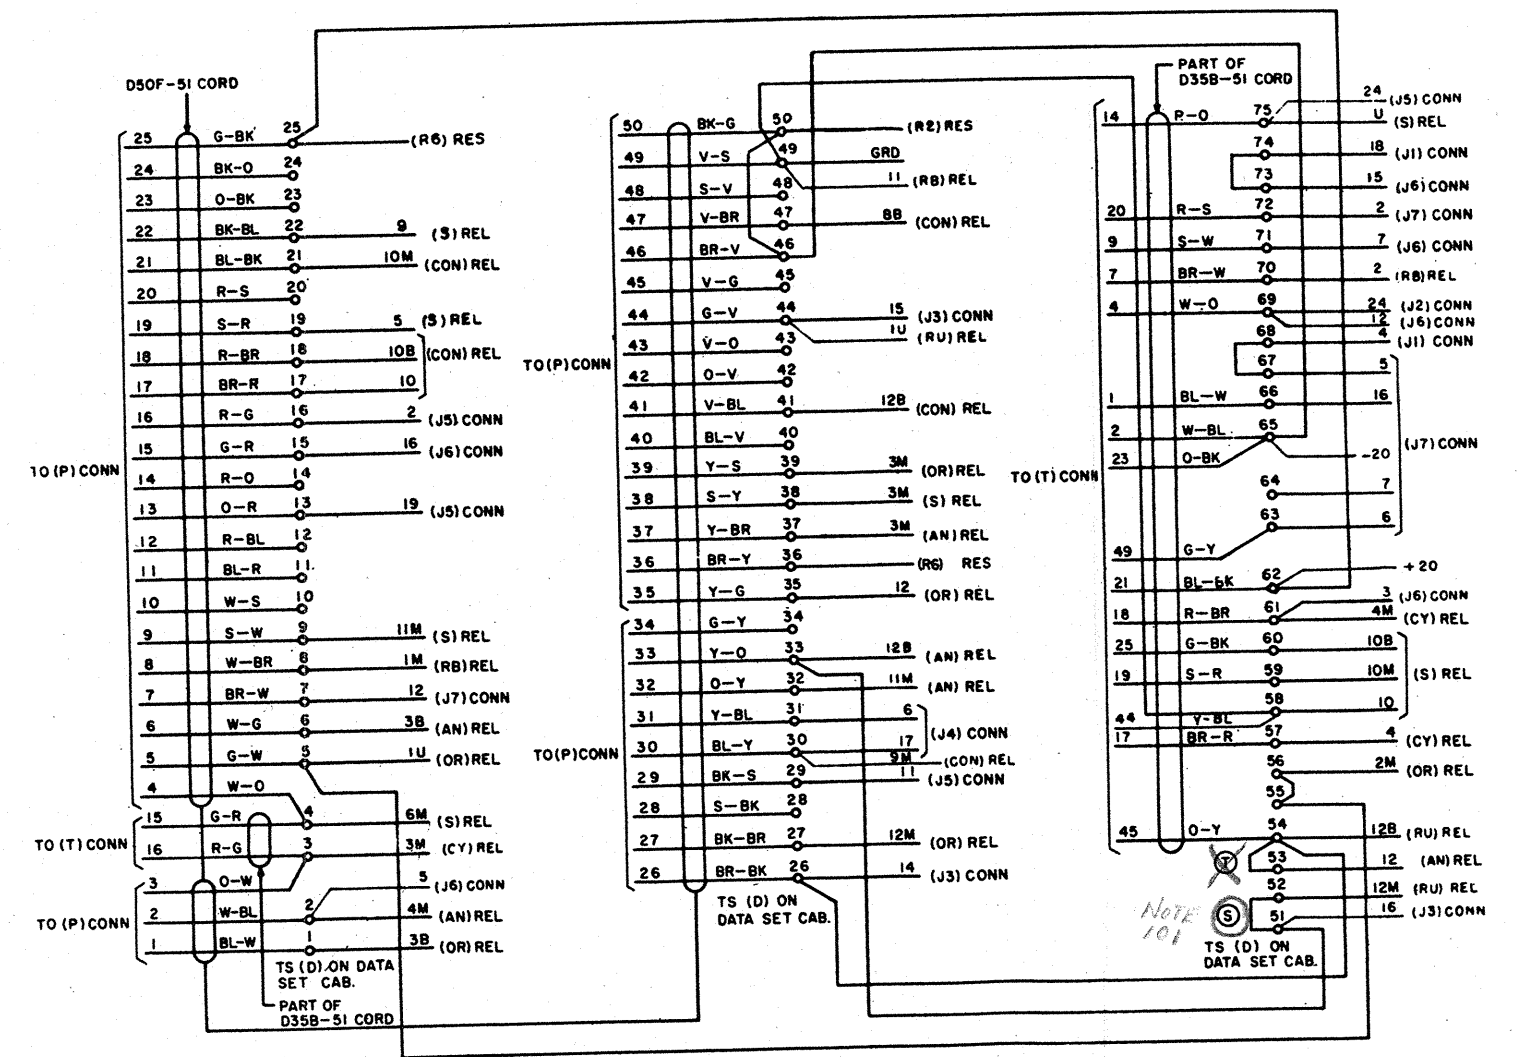 D50F-51 CORD
25 G-BK 25 (R6) RES
24 BK-O 24
23 O-BK 23
22 BK-BL 22 9 (S) REL
21 BL-BK 21 10M (CON) REL
20 R-S 20
19 S-R 19 5 (S) REL
18 R-BR 18 10B (CON) REL
17 BR-R 17 10
16 R-G 16 2 (J5) CONN
15 G-R 15 16 (J6) CONN
TO (P) CONN
14 R-O 14
13 O-R 13 19 (J5) CONN
12 R-BL 12
11 BL-R 11
10 W-S 10
9 S-W 9 11M (S) REL
8 W-BR 8 1M (RB) REL
7 BR-W 7 12 (J7) CONN
6 W-G 6 3B (AN) REL
5 G-W 5 1U (OR) REL
4 W-O
15 G-R 4 6M (S) REL
TO (T) CONN
16 R-G 3 3M (CY) REL
3 O-W 5 (J6) CONN
TO (P) CONN
2 W-BL 2 4M (AN) REL
1 BL-W 1 3B (OR) REL
TS (D) ON DATA
SET CAB.
PART OF
D35B-51 CORD
50 BK-G 50 (R2) RES
49 V-S 49 GRD
11 (RB) REL
48 S-V 48
47 V-BR 47 8B (CON) REL
46 BR-V 46
45 V-G 45
44 G-V 44 15 (J3) CONN
1U (RU) REL
43 V-O 43
TO (P) CONN
42 O-V 42
41 V-BL 41 12B (CON) REL
40 BL-V 40
39 Y-S 39 3M (OR) REL
38 S-Y 38 3M (S) REL
37 Y-BR 37 3M (AN) REL
36 BR-Y 36 (R6) RES
35 Y-G 35 12 (OR) REL
34 G-Y 34
33 Y-O 33 12B (AN) REL
32 O-Y 32 11M (AN) REL
31 Y-BL 31 6
(J4) CONN
TO (P) CONN
30 BL-Y 30 17
9M (CON) REL
29 BK-S 29 11 (J5) CONN
28 S-BK 28
27 BK-BR 27 12M (OR) REL
26 BR-BK 26 14 (J3) CONN
TS (D) ON
DATA SET CAB.
PART OF
D35B-51 CORD
24 (J5) CONN
14 R-O 75 U (S) REL
74 18 (J1) CONN
73 15 (J6) CONN
20 R-S 72 2 (J7) CONN
9 S-W 71 7 (J6) CONN
7 BR-W 70 2 (RB) REL
4 W-O 69 24 (J2) CONN
12 (J6) CONN
68 4 (J1) CONN
67 5
1 BL-W 66 16
2 W-BL 65
(J7) CONN
23 O-BK -20
TO (T) CONN
64 7
63 6
49 G-Y
+20
21 BL-BK 62
3 (J6) CONN
18 R-BR 61 4M (CY) REL
25 G-BK 60 10B
19 S-R 59 10M (S) REL
58 10
44 Y-BL
17 BR-R 57 4 (CY) REL
56 2M (OR) REL
55
45 O-Y 54 12B (RU) REL
T 53 12 (AN) REL
52 12M (RU) REL
NOTE S 51 16 (J3) CONN
101
TS (D) ON
DATA SET CAB.